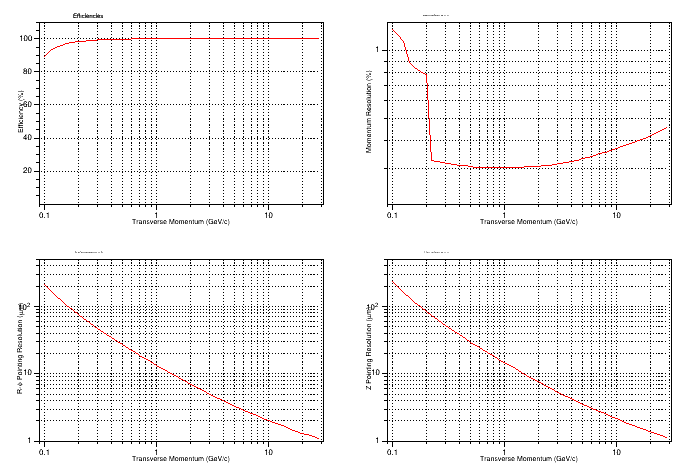 Efficiencies
100
80
60
40
20
Efficiency (%)
0.1 1 10
Transverse Momentum (GeV/c)
1
Momentum Resolution (%)
0.1 1 10
Transverse Momentum (GeV/c)
10²
10
1
R-ϕ Pointing Resolution (μm)
0.1 1 10
Transverse Momentum (GeV/c)
10²
10
1
Z Pointing Resolution (μm)
0.1 1 10
Transverse Momentum (GeV/c)